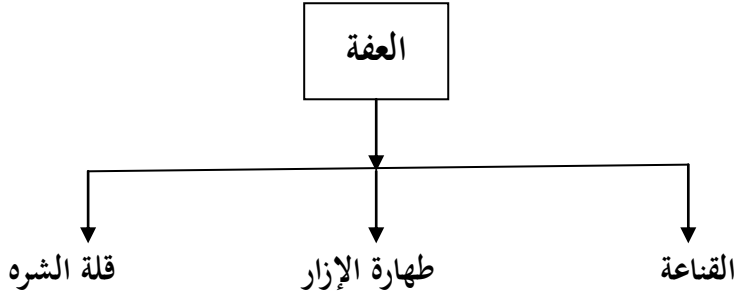 العفة
القناعة
طهارة الإزار
قلة الشره